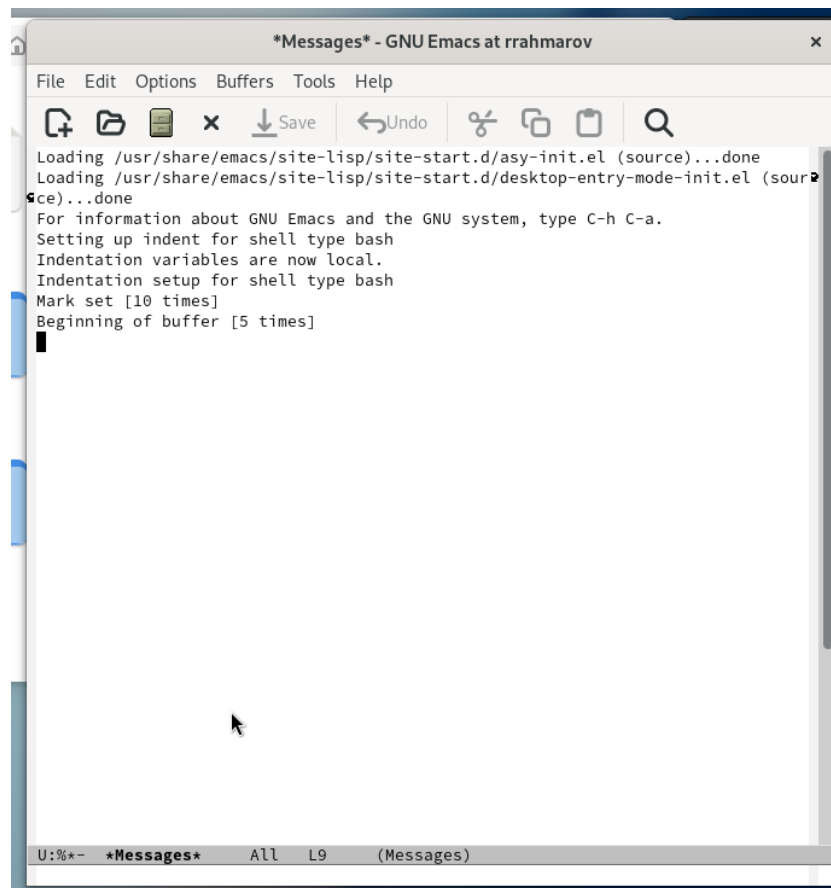 *Messages* - GNU Emacs at rrahmarov
File Edit Options Buffers Tools Help
Save Undo
Loading /usr/share/emacs/site-lisp/site-start.d/asy-init.el (source)...done
Loading /usr/share/emacs/site-lisp/site-start.d/desktop-entry-mode-init.el (sour
ce)...done
For information about GNU Emacs and the GNU system, type C-h C-a.
Setting up indent for shell type bash
Indentation variables are now local.
Indentation setup for shell type bash
Mark set [10 times]
Beginning of buffer [5 times]
U:%*- *Messages* All L9 (Messages)